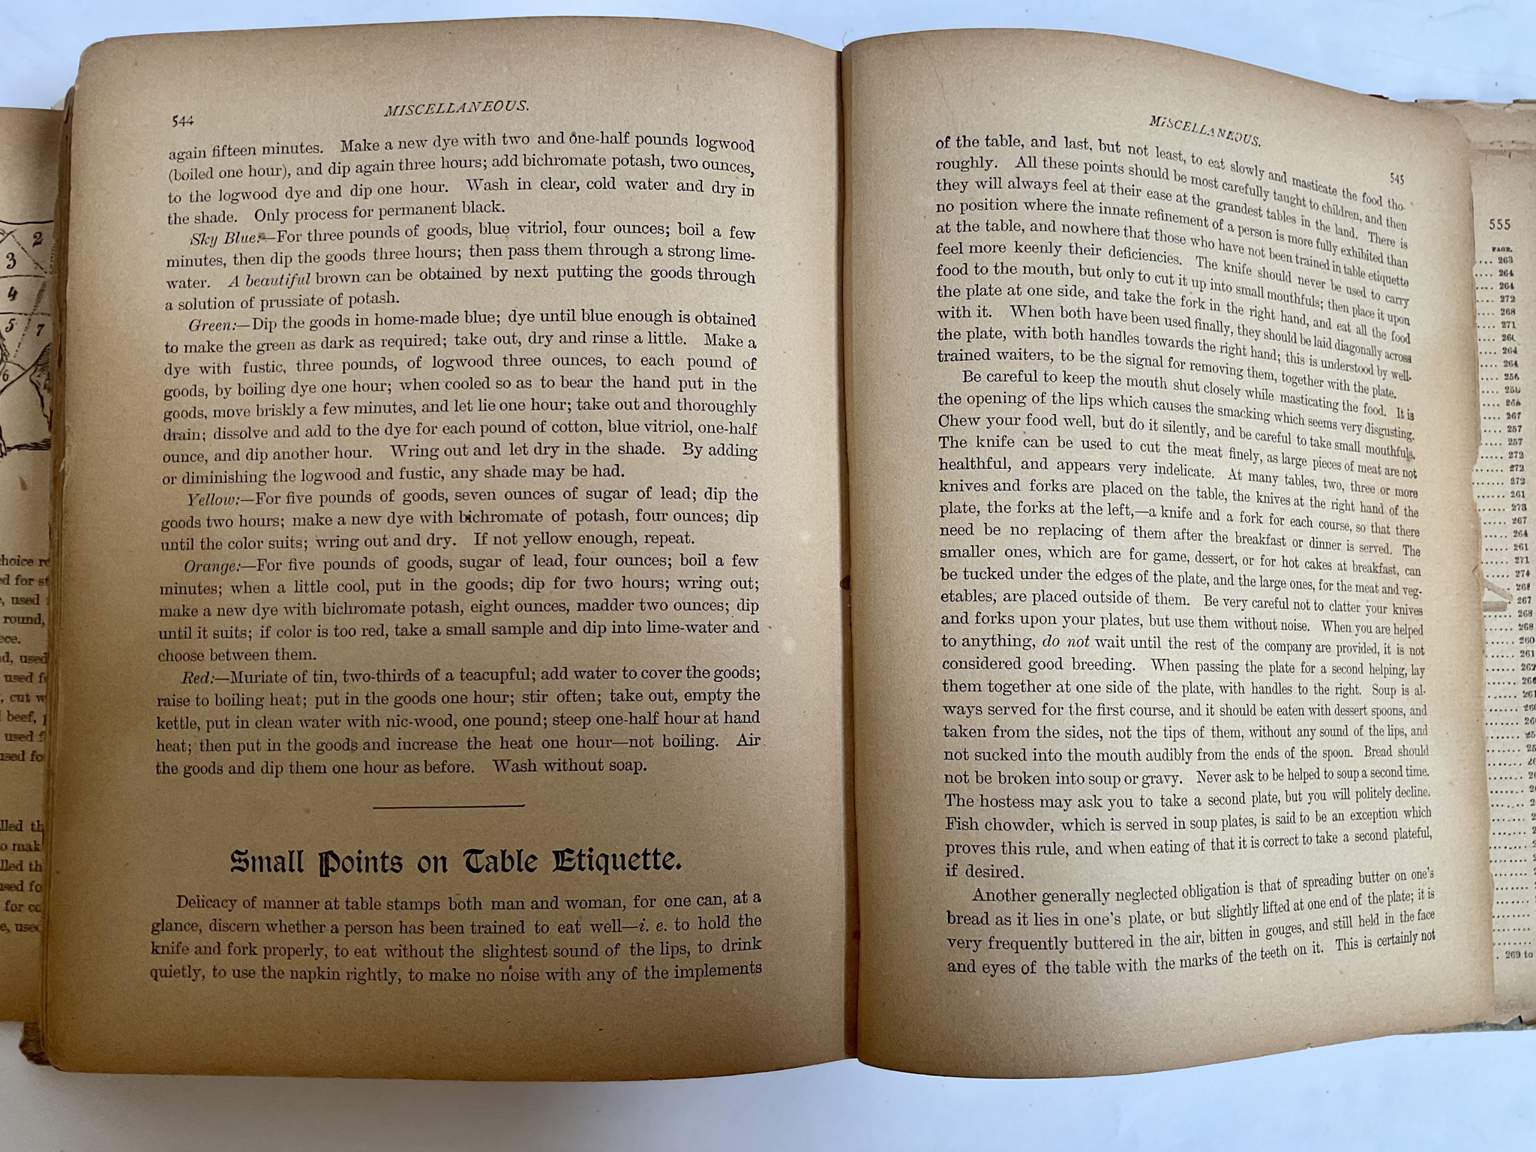 544
MISCELLANEOUS.
again fifteen minutes. Make a new dye with two and one-half pounds logwood
(boiled one hour), and dip again three hours; add bichromate potash, two ounces,
to the logwood dye and dip one hour. Wash in clear, cold water and dry in
the shade. Only process for permanent black.
Sky Blue:—For three pounds of goods, blue vitriol, four ounces; boil a few
minutes, then dip the goods three hours; then pass them through a strong lime-
water. A beautiful brown can be obtained by next putting the goods through
a solution of prussiate of potash.
Green:—Dip the goods in home-made blue; dye until blue enough is obtained
to make the green as dark as required; take out, dry and rinse a little. Make a
dye with fustic, three pounds, of logwood three ounces, to each pound of
goods, by boiling dye one hour; when cooled so as to bear the hand put in the
goods, move briskly a few minutes, and let lie one hour; take out and thoroughly
drain; dissolve and add to the dye for each pound of cotton, blue vitriol, one-half
ounce, and dip another hour. Wring out and let dry in the shade. By adding
or diminishing the logwood and fustic, any shade may be had.
Yellow:—For five pounds of goods, seven ounces of sugar of lead; dip the
goods two hours; make a new dye with bichromate of potash, four ounces; dip
until the color suits; wring out and dry. If not yellow enough, repeat.
Orange:—For five pounds of goods, sugar of lead, four ounces; boil a few
minutes; when a little cool, put in the goods; dip for two hours; wring out;
make a new dye with bichromate potash, eight ounces, madder two ounces; dip
until it suits; if color is too red, take a small sample and dip into lime-water and
choose between them.
Red:—Muriate of tin, two-thirds of a teacupful; add water to cover the goods;
raise to boiling heat; put in the goods one hour; stir often; take out, empty the
kettle, put in clean water with nic-wood, one pound; steep one-half hour at hand
heat; then put in the goods and increase the heat one hour—not boiling. Air
the goods and dip them one hour as before. Wash without soap.
Small Points on Table Etiquette.
Delicacy of manner at table stamps both man and woman, for one can, at a
glance, discern whether a person has been trained to eat well—i. e. to hold the
knife and fork properly, to eat without the slightest sound of the lips, to drink
quietly, to use the napkin rightly, to make no noise with any of the implements
MISCELLANEOUS.
545
of the table, and last, but not least, to eat slowly and masticate the food tho-
roughly. All these points should be most carefully taught to children, and then
they will always feel at their ease at the grandest tables in the land. There is
no position where the innate refinement of a person is more fully exhibited than
at the table, and nowhere that those who have not been trained in table etiquette
feel more keenly their deficiencies. The knife should never be used to carry
food to the mouth, but only to cut it up into small mouthfuls; then place it upon
the plate at one side, and take the fork in the right hand, and eat all the food
with it. When both have been used finally, they should be laid diagonally across
the plate, with both handles towards the right hand; this is understood by well-
trained waiters, to be the signal for removing them, together with the plate.
Be careful to keep the mouth shut closely while masticating the food. It is
the opening of the lips which causes the smacking which seems very disgusting.
Chew your food well, but do it silently, and be careful to take small mouthfuls.
The knife can be used to cut the meat finely, as large pieces of meat are not
healthful, and appears very indelicate. At many tables, two, three or more
knives and forks are placed on the table, the knives at the right hand of the
plate, the forks at the left,—a knife and a fork for each course, so that there
need be no replacing of them after the breakfast or dinner is served. The
smaller ones, which are for game, dessert, or for hot cakes at breakfast, can
be tucked under the edges of the plate, and the large ones, for the meat and veg-
etables, are placed outside of them. Be very careful not to clatter your knives
and forks upon your plates, but use them without noise. When you are helped
to anything, do not wait until the rest of the company are provided, it is not
considered good breeding. When passing the plate for a second helping, lay
them together at one side of the plate, with handles to the right. Soup is al-
ways served for the first course, and it should be eaten with dessert spoons, and
taken from the sides, not the tips of them, without any sound of the lips, and
not sucked into the mouth audibly from the ends of the spoon. Bread should
not be broken into soup or gravy. Never ask to be helped to soup a second time.
The hostess may ask you to take a second plate, but you will politely decline.
Fish chowder, which is served in soup plates, is said to be an exception which
proves this rule, and when eating of that it is correct to take a second plateful,
if desired.
Another generally neglected obligation is that of spreading butter on one's
bread as it lies in one's plate, or but slightly lifted at one end of the plate; it is
very frequently buttered in the air, bitten in gouges, and still held in the face
and eyes of the table with the marks of the teeth on it. This is certainly not
2
3
4
5
7
6
555
PAGE.
263
264
272
268
271